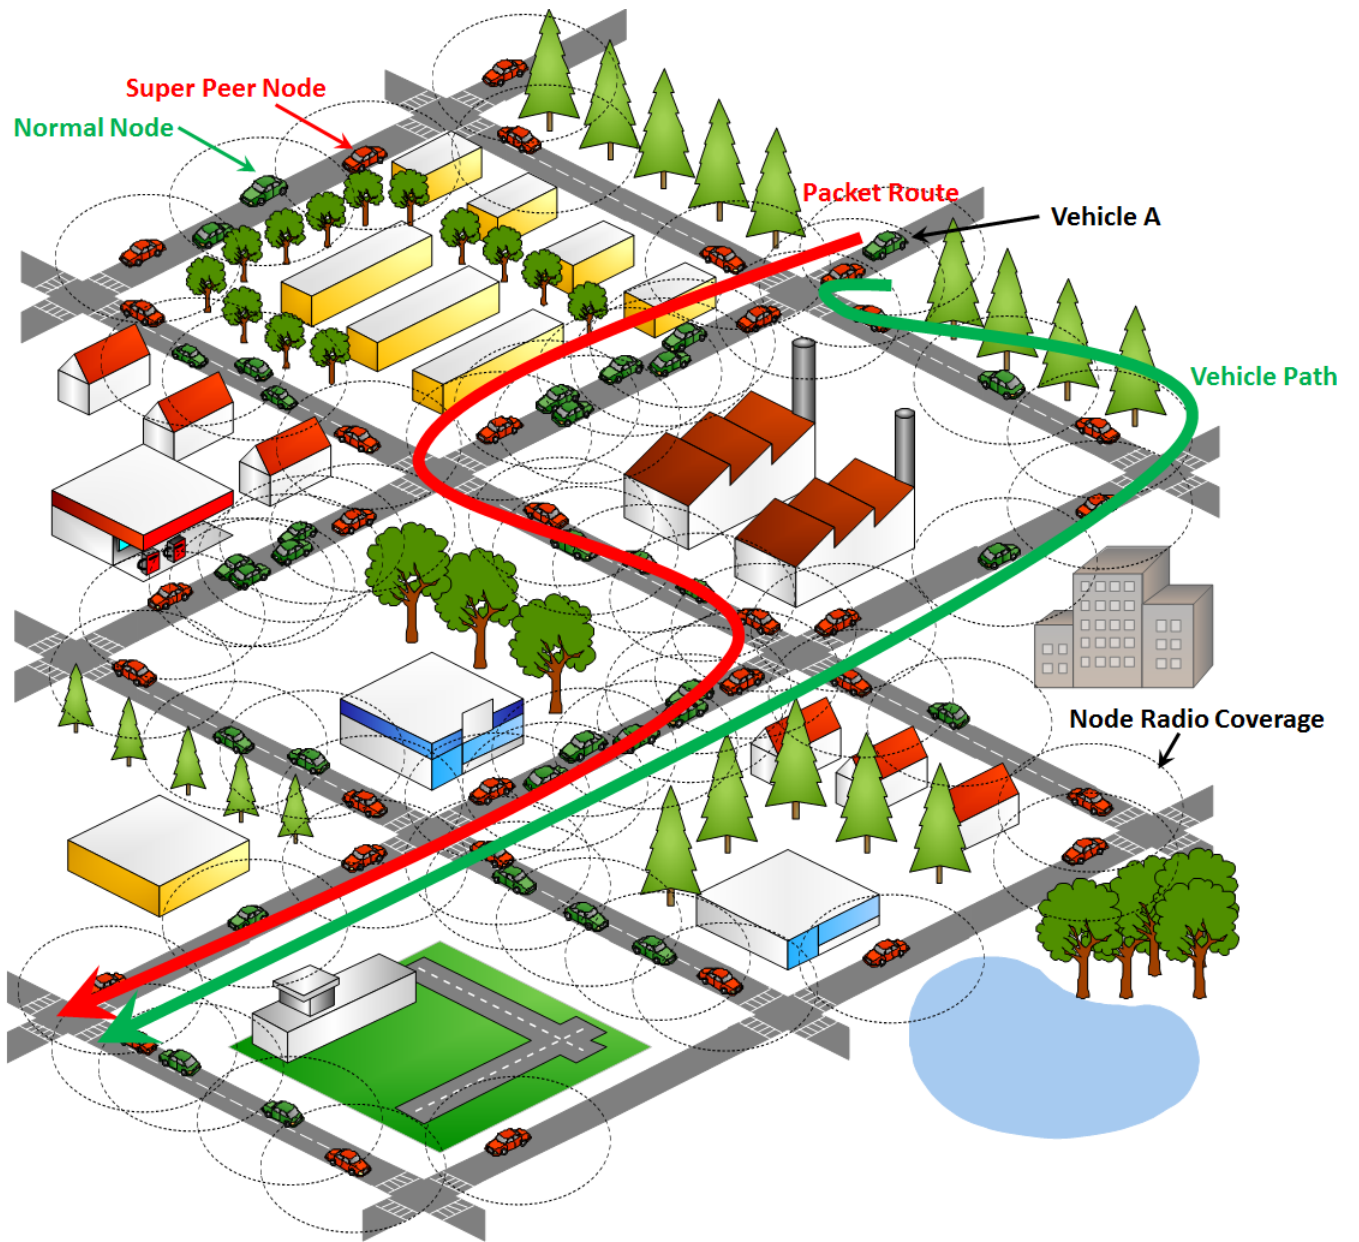 Super Peer Node
Normal Node
Packet Route
Vehicle A
Vehicle Path
Node Radio Coverage